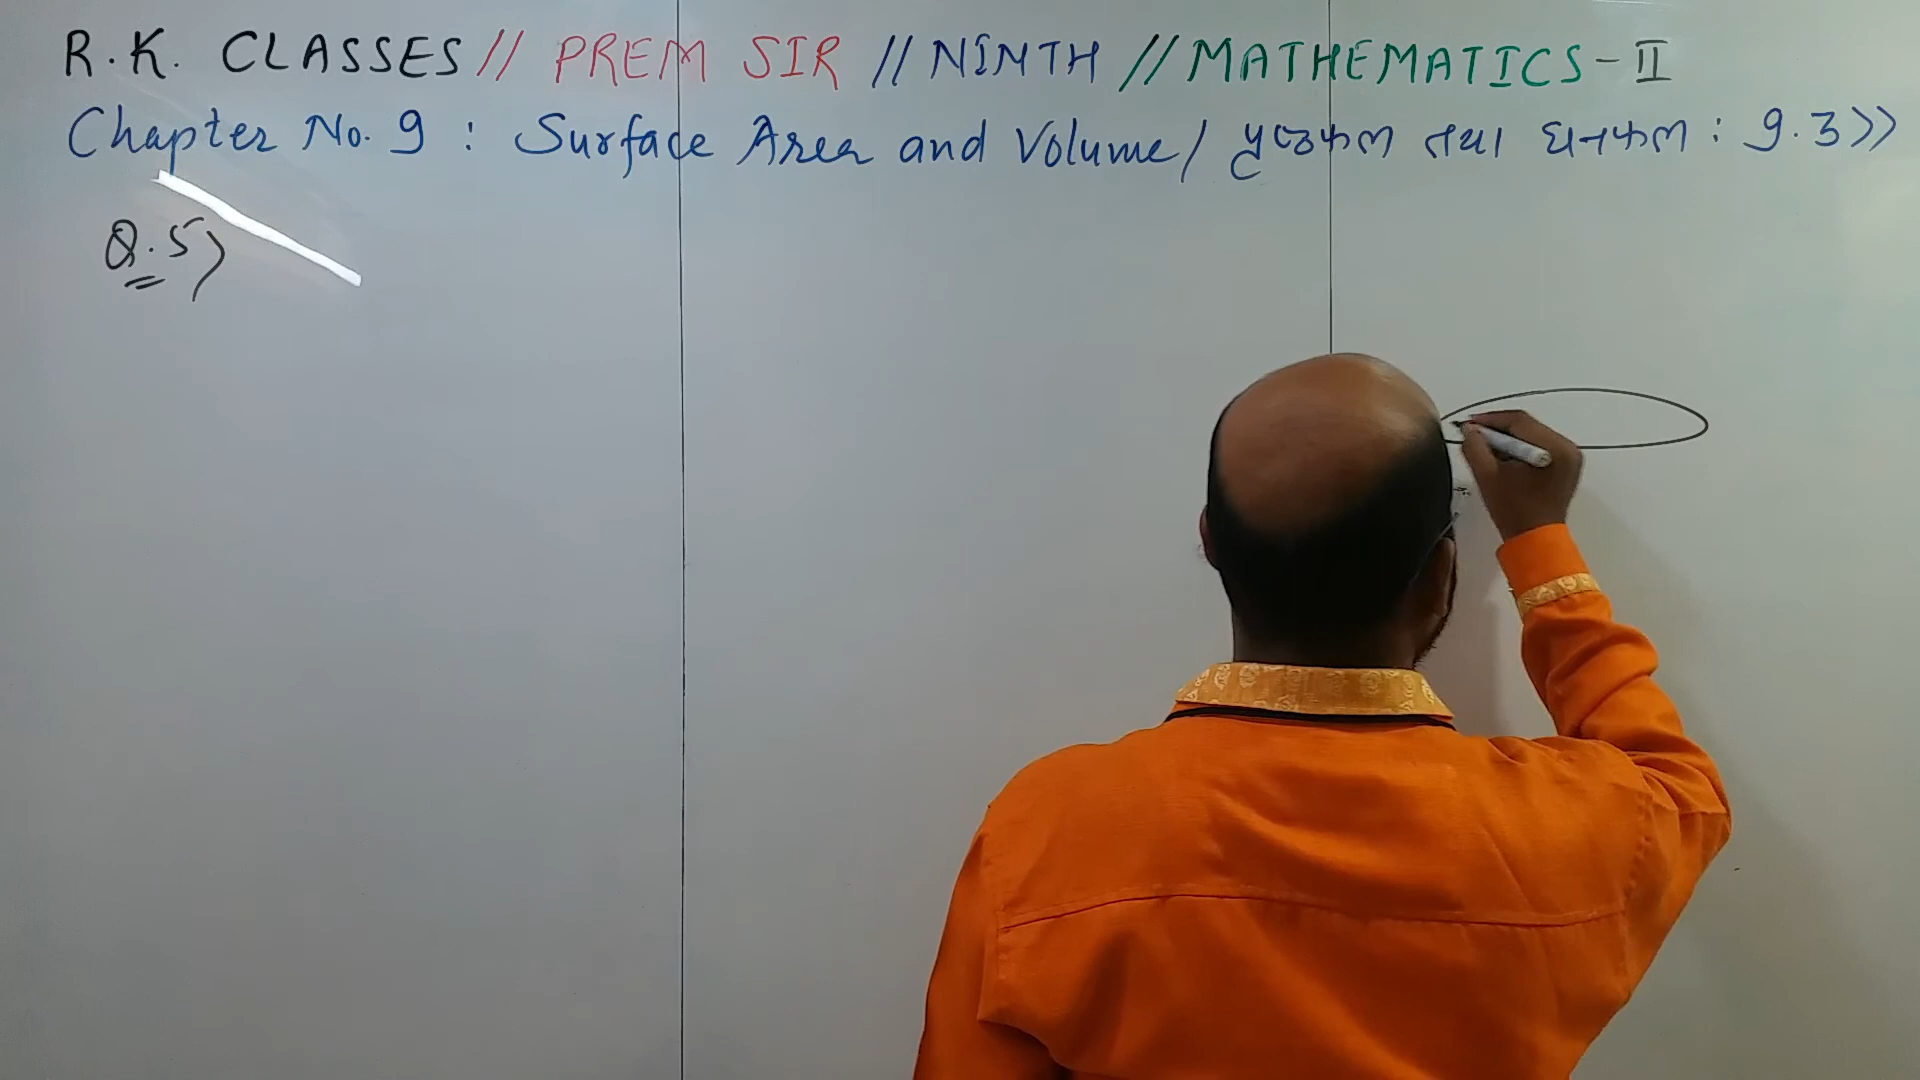 R.K. CLASSES // PREM SIR // NINTH // MATHEMATICS-II
Chapter No. 9 : Surface Area and Volume / पृष्ठफल तथा घनफल : 9.3>>
Q.5)